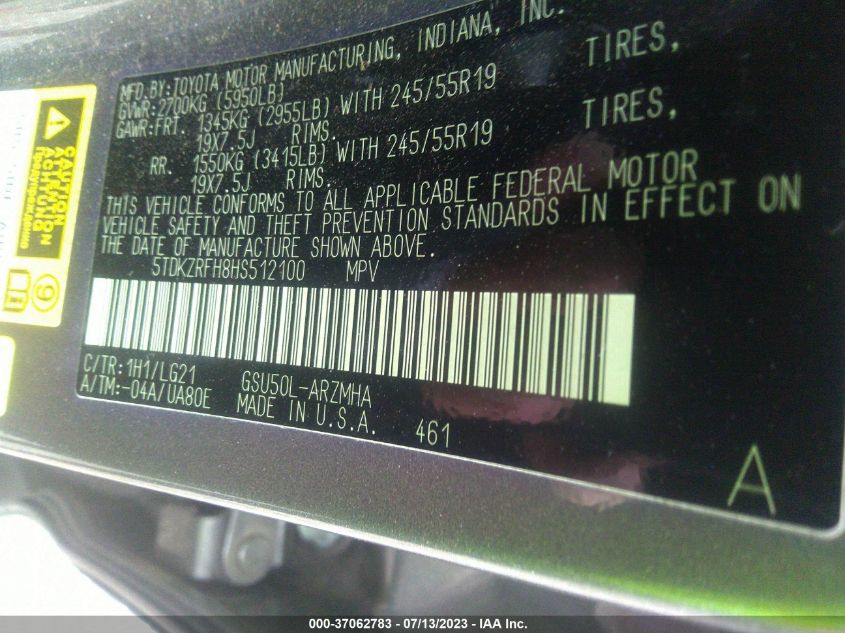 MFD.BY:TOYOTA MOTOR MANUFACTURING, INDIANA, INC.
GVWR:2700KG (5950LB)
GAWR:FRT. 1345KG (2955LB) WITH 245/55R19 TIRES,
19X7.5J RIMS.
RR. 1550KG (3415LB) WITH 245/55R19 TIRES,
19X7.5J RIMS.
THIS VEHICLE CONFORMS TO ALL APPLICABLE FEDERAL MOTOR
VEHICLE SAFETY AND THEFT PREVENTION STANDARDS IN EFFECT ON
THE DATE OF MANUFACTURE SHOWN ABOVE.
5TDKZRFH8HS512100 MPV
C/TR:1H1/LG21 GSU50L-ARZMHA
A/TM:-04A/UA80E MADE IN U.S.A. 461
A
CAUTION
ATTENTION
ACHTUNG
9
000-37062783 - 07/13/2023 - IAA Inc.